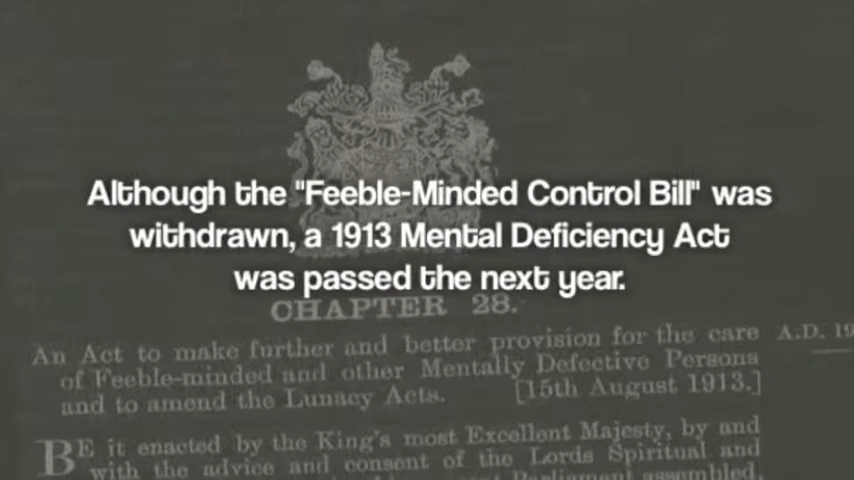 Although the "Feeble-Minded Control Bill" was
withdrawn, a 1913 Mental Deficiency Act
was passed the next year.
CHAPTER 28.
An Act to make further and better provision for the care A.D. 19
of Feeble-minded and other Mentally Defective Persons
and to amend the Lunacy Acts. [15th August 1913.]
BE it enacted by the King's most Excellent Majesty, by and
with the advice and consent of the Lords Spiritual and
Parliament assembled,